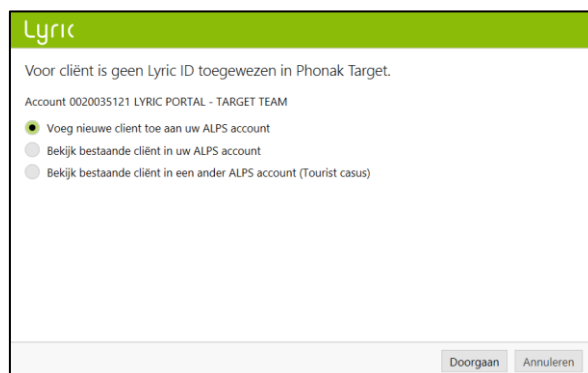 Lyric
Voor cliënt is geen Lyric ID toegewezen in Phonak Target.
Account 0020035121 LYRIC PORTAL - TARGET TEAM
Voeg nieuwe client toe aan uw ALPS account
Bekijk bestaande cliënt in uw ALPS account
Bekijk bestaande cliënt in een ander ALPS account (Tourist casus)
Doorgaan Annuleren